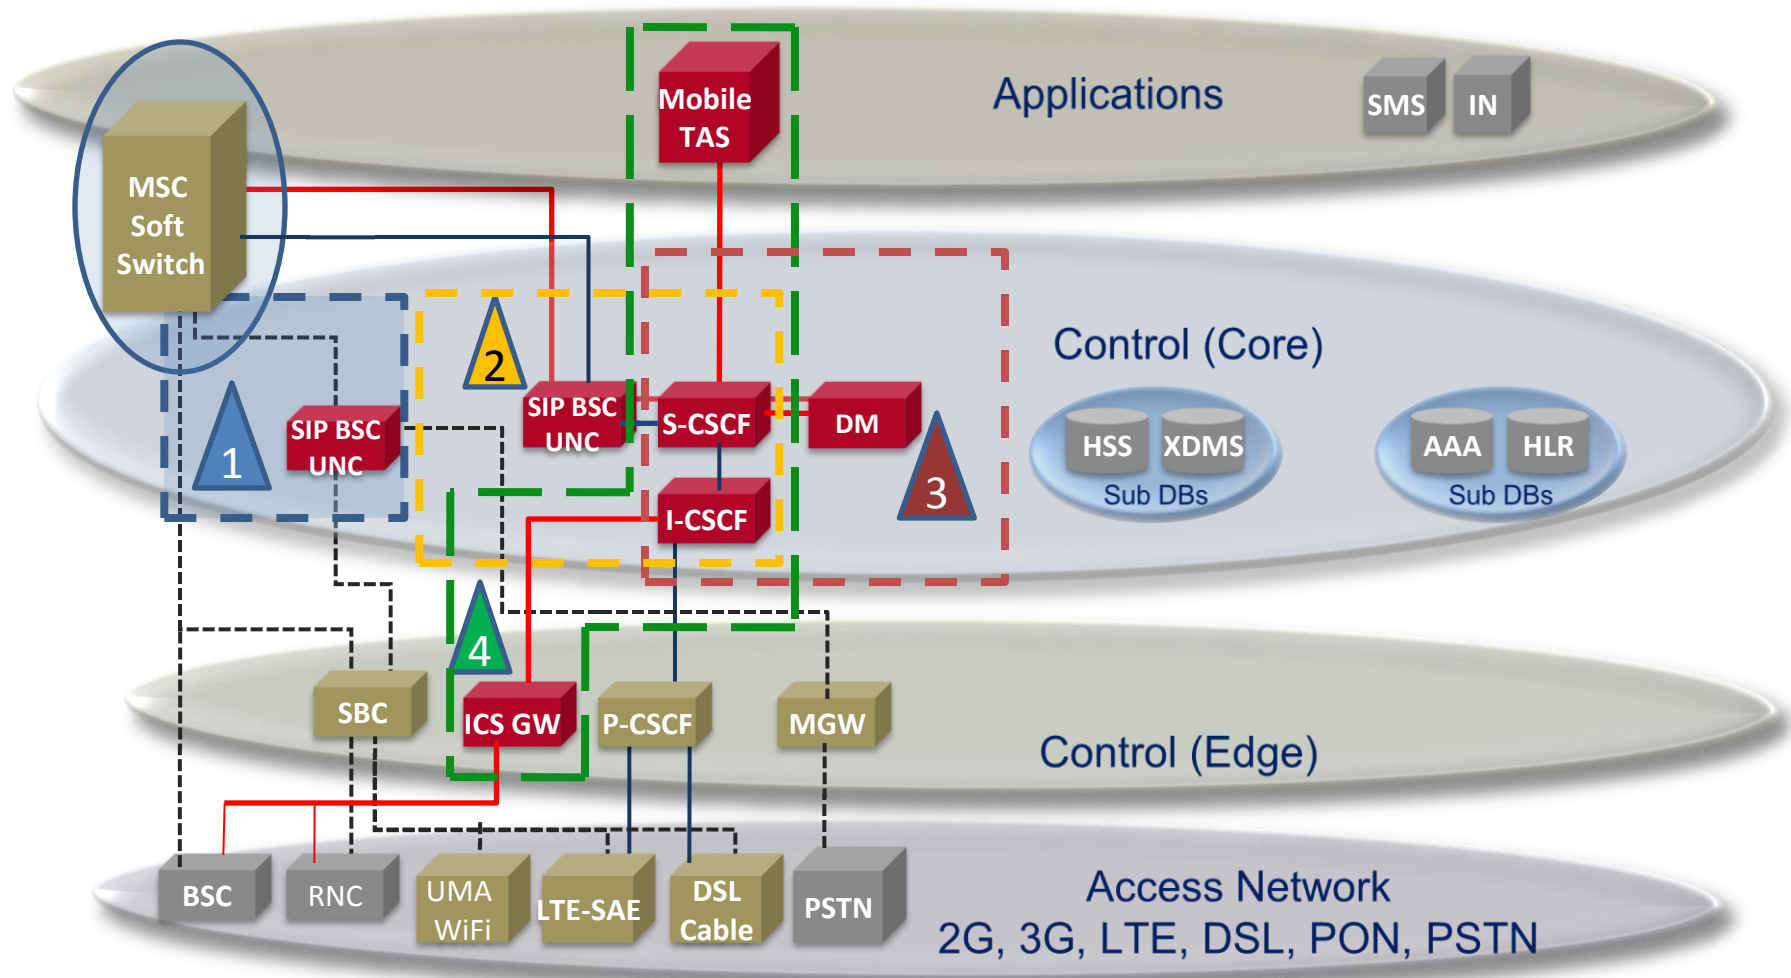 Applications
Mobile
TAS
SMS
IN
MSC
Soft
Switch
Control (Core)
2
SIP BSC
UNC
S-CSCF
DM
1
SIP BSC
UNC
I-CSCF
3
HSS
XDMS
Sub DBs
AAA
HLR
Sub DBs
4
SBC
ICS GW
P-CSCF
MGW
Control (Edge)
BSC
RNC
UMA
WiFi
LTE-SAE
DSL
Cable
PSTN
Access Network
2G, 3G, LTE, DSL, PON, PSTN